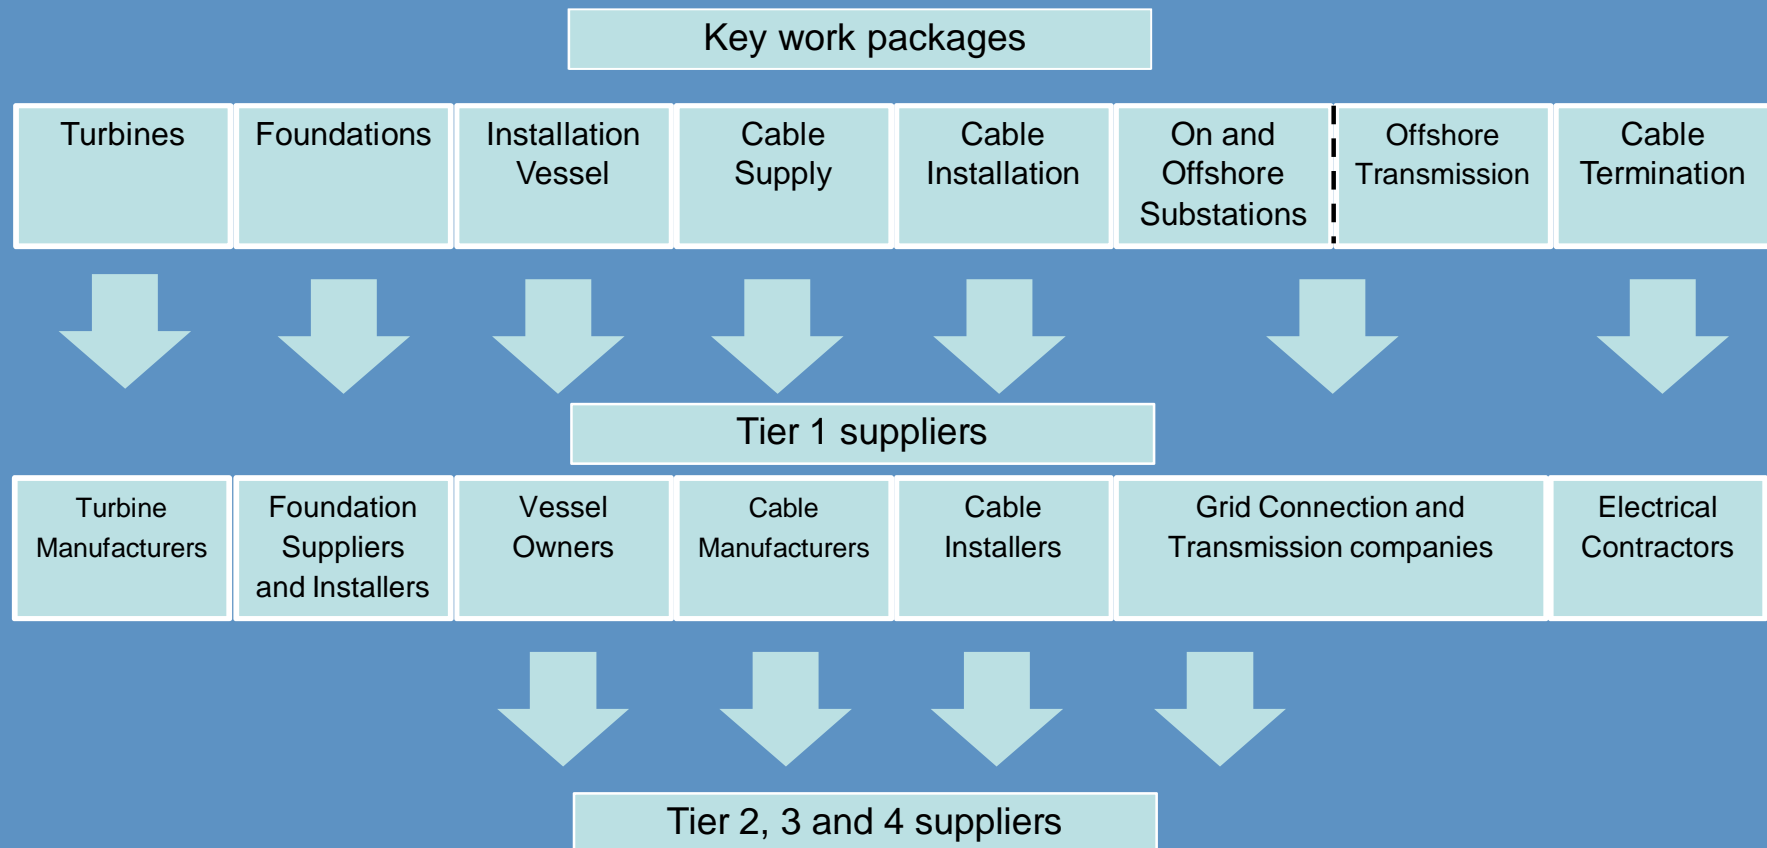 Key work packages
Turbines
Foundations
Installation
Vessel
Cable
Supply
Cable
Installation
On and
Offshore
Substations
Offshore
Transmission
Cable
Termination
Tier 1 suppliers
Turbine
Manufacturers
Foundation
Suppliers
and Installers
Vessel
Owners
Cable
Manufacturers
Cable
Installers
Grid Connection and
Transmission companies
Electrical
Contractors
Tier 2, 3 and 4 suppliers